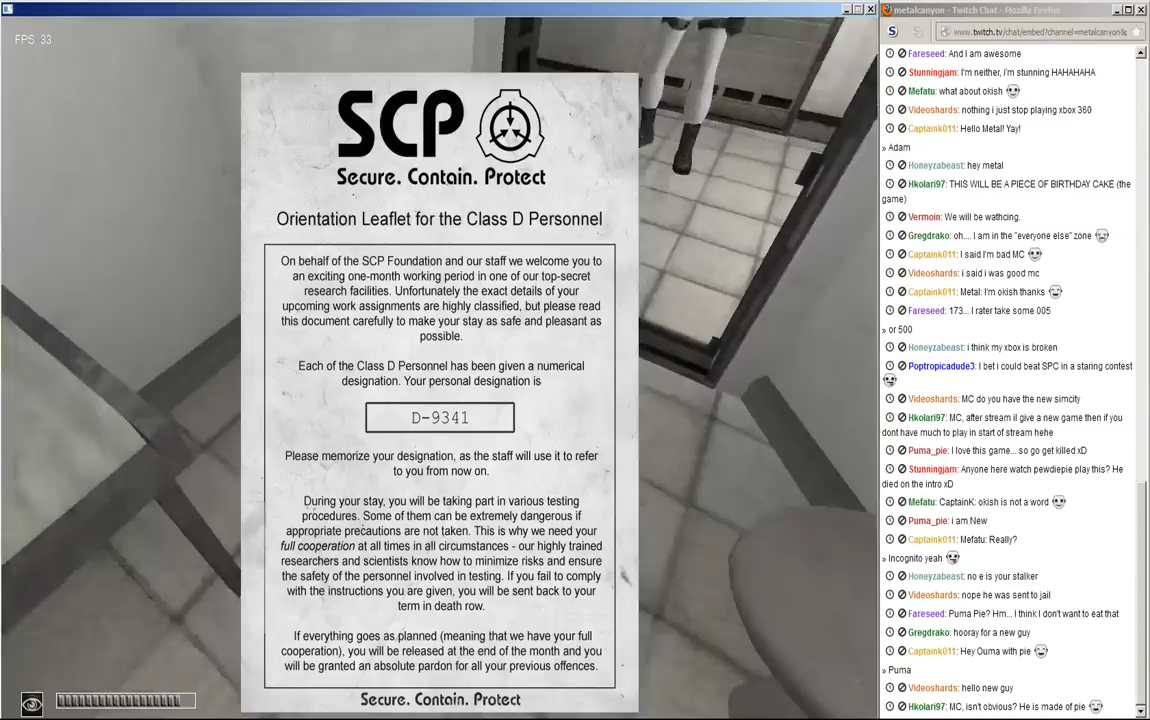 FPS: 33
SCP
Secure. Contain. Protect
Orientation Leaflet for the Class D Personnel
On behalf of the SCP Foundation and our staff we welcome you to
an exciting one-month working period in one of our top-secret
research facilities. Unfortunately the exact details of your
upcoming work assignments are highly classified, but please read
this document carefully to make your stay as safe and pleasant as
possible.
Each of the Class D Personnel has been given a numerical
designation. Your personal designation is
D-9341
Please memorize your designation, as the staff will use it to refer
to you from now on.
During your stay, you will be taking part in various testing
procedures. Some of them can be extremely dangerous if
appropriate precautions are not taken. This is why we need your
full cooperation at all times in all circumstances - our highly trained
researchers and scientists know how to minimize risks and ensure
the safety of the personnel involved in testing. If you fail to comply
with the instructions you are given, you will be sent back to your
term in death row.
If everything goes as planned (meaning that we have your full
cooperation), you will be released at the end of the month and you
will be granted an absolute pardon for all your previous offences.
Secure. Contain. Protect
metalcanyon - Twitch Chat - Mozilla Firefox
www.twitch.tv/chat/embed?channel=metalcanyon&
Fareseed: And I am awesome
Stunningjam: I'm neither, i'm stunning HAHAHAHA
Mefatu: what about okish
Videoshards: nothing i just stop playing xbox 360
Captaink011: Hello Metal! Yay!
» Adam
Honeyzabeast: hey metal
Hkolari97: THIS WILL BE A PIECE OF BIRTHDAY CAKE (the
game)
Vermoin: We will be wathcing.
Gregdrako: oh.... I am in the "everyone else" zone
Captaink011: I said I'm bad MC
Videoshards: i said i was good mc
Captaink011: Metal: I'm okish thanks
Fareseed: 173... I rater take some 005
» or 500
Honeyzabeast: i think my xbox is broken
Poptropicadude3: I bet i could beat SPC in a staring contest
Videoshards: MC do you have the new simcity
Hkolari97: MC, after stream il give a new game then if you
dont have much to play in start of stream hehe
Puma_pie: I love this game... so go get killed xD
Stunningjam: Anyone here watch pewdiepie play this? He
died on the intro xD
Mefatu: CaptainK: okish is not a word
Puma_pie: i am New
Captaink011: Mefatu: Really?
» Incognito yeah
Honeyzabeast: no e is your stalker
Videoshards: nope he was sent to jail
Fareseed: Puma Pie? Hm... I think I don't want to eat that
Gregdrako: hooray for a new guy
Captaink011: Hey Ouma with pie
» Puma
Videoshards: hello new guy
Hkolari97: MC, isn't obvious? He is made of pie